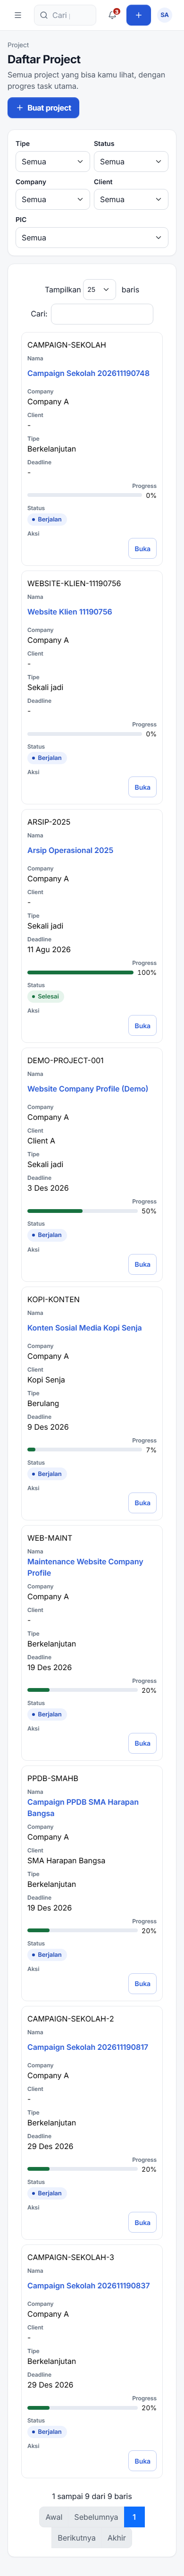 Cari :
3
SA
Project
Daftar Project
Semua project yang bisa kamu lihat, dengan
progres task utama.
Buat project
Tipe
Status
Semua
Semua
Company
Client
Semua
Semua
PIC
Semua
Tampilkan 25 baris
Cari:
CAMPAIGN-SEKOLAH
Nama
Campaign Sekolah 202611190748
Company
Company A
Client
-
Tipe
Berkelanjutan
Deadline
-
Progress
0%
Status
Berjalan
Aksi
Buka
WEBSITE-KLIEN-11190756
Nama
Website Klien 11190756
Company
Company A
Client
-
Tipe
Sekali jadi
Deadline
-
Progress
0%
Status
Berjalan
Aksi
Buka
ARSIP-2025
Nama
Arsip Operasional 2025
Company
Company A
Client
-
Tipe
Sekali jadi
Deadline
11 Agu 2026
Progress
100%
Status
Selesai
Aksi
Buka
DEMO-PROJECT-001
Nama
Website Company Profile (Demo)
Company
Company A
Client
Client A
Tipe
Sekali jadi
Deadline
3 Des 2026
Progress
50%
Status
Berjalan
Aksi
Buka
KOPI-KONTEN
Nama
Konten Sosial Media Kopi Senja
Company
Company A
Client
Kopi Senja
Tipe
Berulang
Deadline
9 Des 2026
Progress
7%
Status
Berjalan
Aksi
Buka
WEB-MAINT
Nama
Maintenance Website Company
Profile
Company
Company A
Client
-
Tipe
Berkelanjutan
Deadline
19 Des 2026
Progress
20%
Status
Berjalan
Aksi
Buka
PPDB-SMAHB
Nama
Campaign PPDB SMA Harapan
Bangsa
Company
Company A
Client
SMA Harapan Bangsa
Tipe
Berkelanjutan
Deadline
19 Des 2026
Progress
20%
Status
Berjalan
Aksi
Buka
CAMPAIGN-SEKOLAH-2
Nama
Campaign Sekolah 202611190817
Company
Company A
Client
-
Tipe
Berkelanjutan
Deadline
29 Des 2026
Progress
20%
Status
Berjalan
Aksi
Buka
CAMPAIGN-SEKOLAH-3
Nama
Campaign Sekolah 202611190837
Company
Company A
Client
-
Tipe
Berkelanjutan
Deadline
29 Des 2026
Progress
20%
Status
Berjalan
Aksi
Buka
1 sampai 9 dari 9 baris
Awal Sebelumnya 1
Berikutnya Akhir